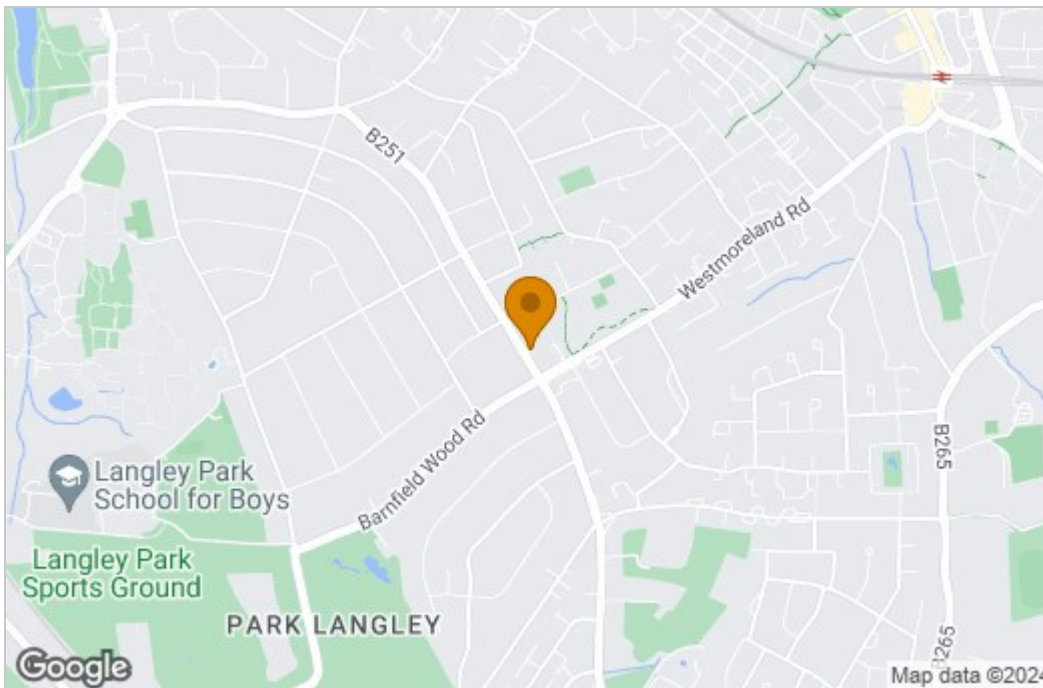 B251
Westmoreland Rd
Barnfield Wood Rd
B265
Langley Park
School for Boys
Langley Park
Sports Ground
PARK LANGLEY
B265
Google
Map data ©2024